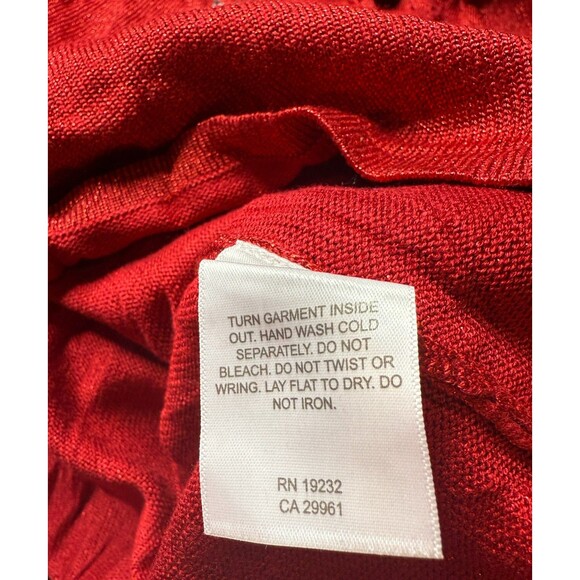 TURN GARMENT INSIDE
OUT. HAND WASH COLD
SEPARATELY. DO NOT
BLEACH. DO NOT TWIST OR
WRING. LAY FLAT TO DRY. DO
NOT IRON.
RN 19232
CA 29961